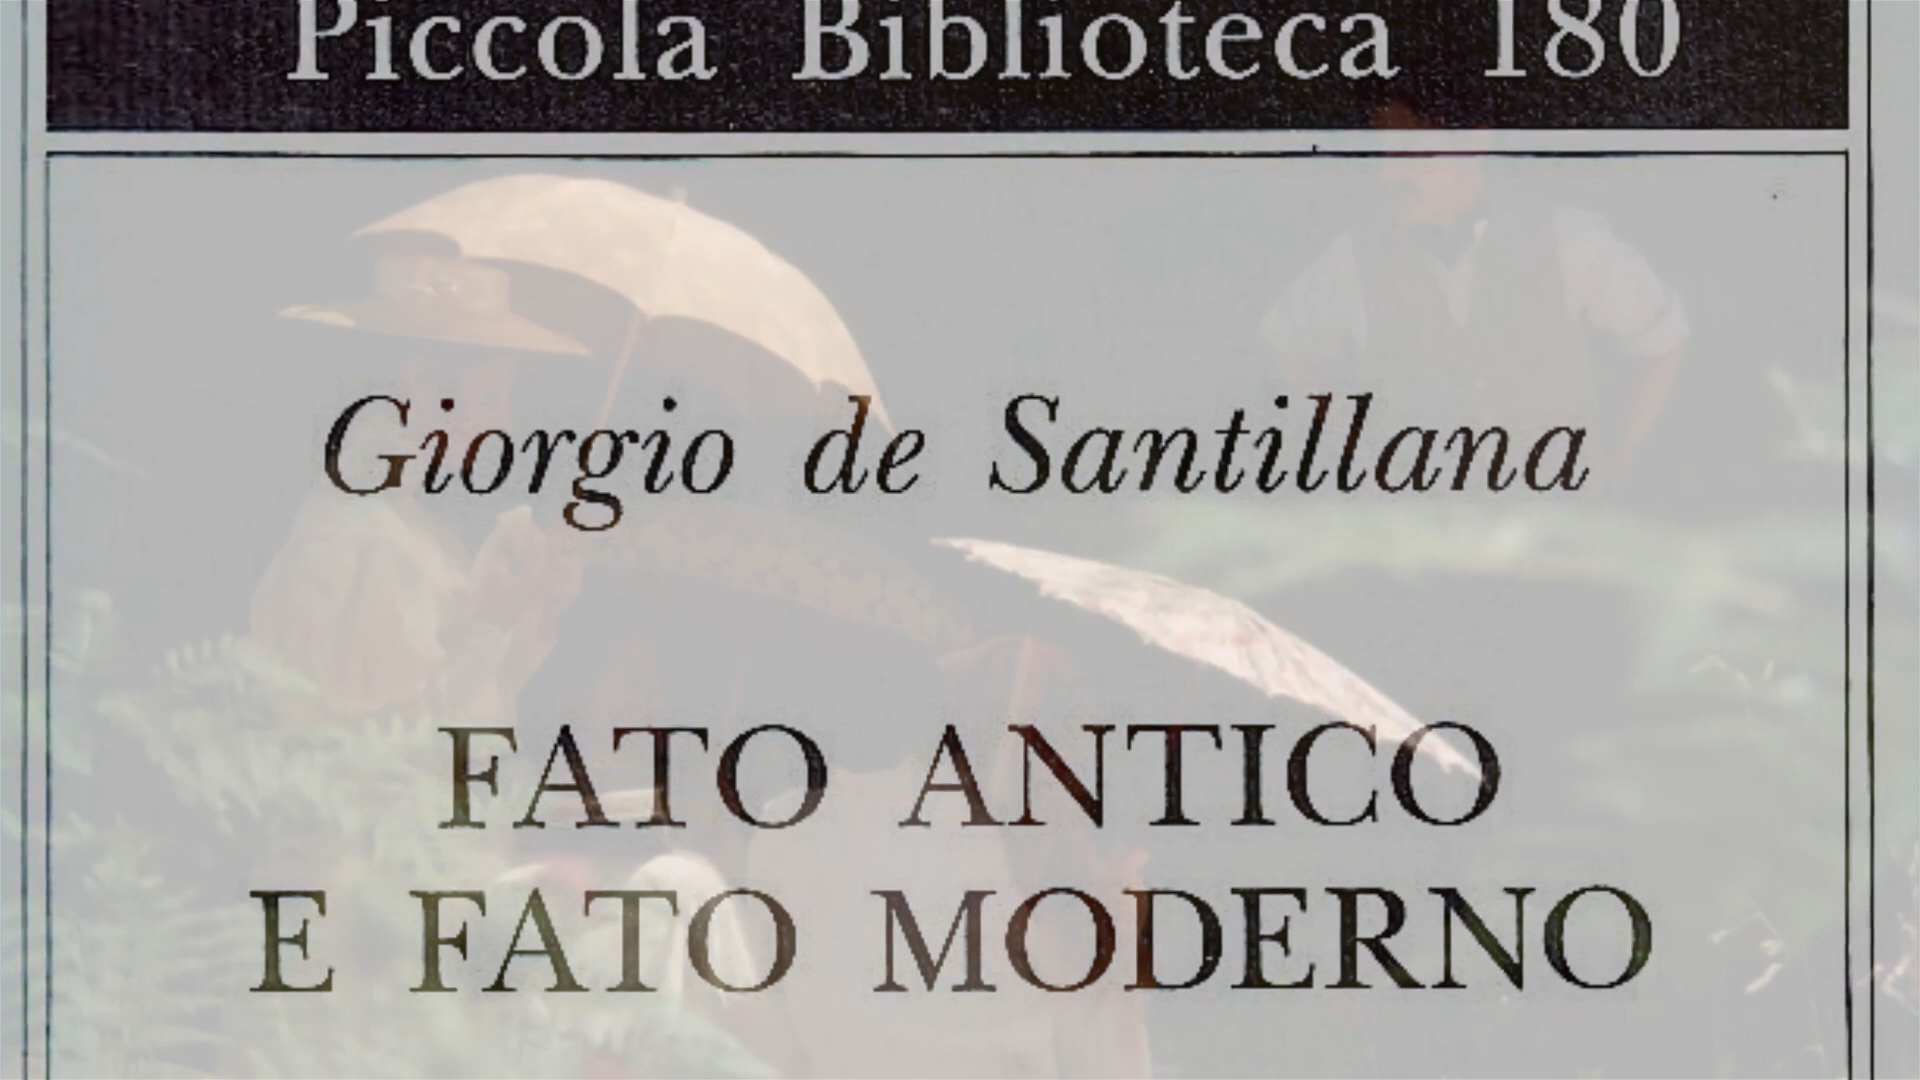 Piccola Biblioteca 180
Giorgio de Santillana
FATO ANTICO
E FATO MODERNO